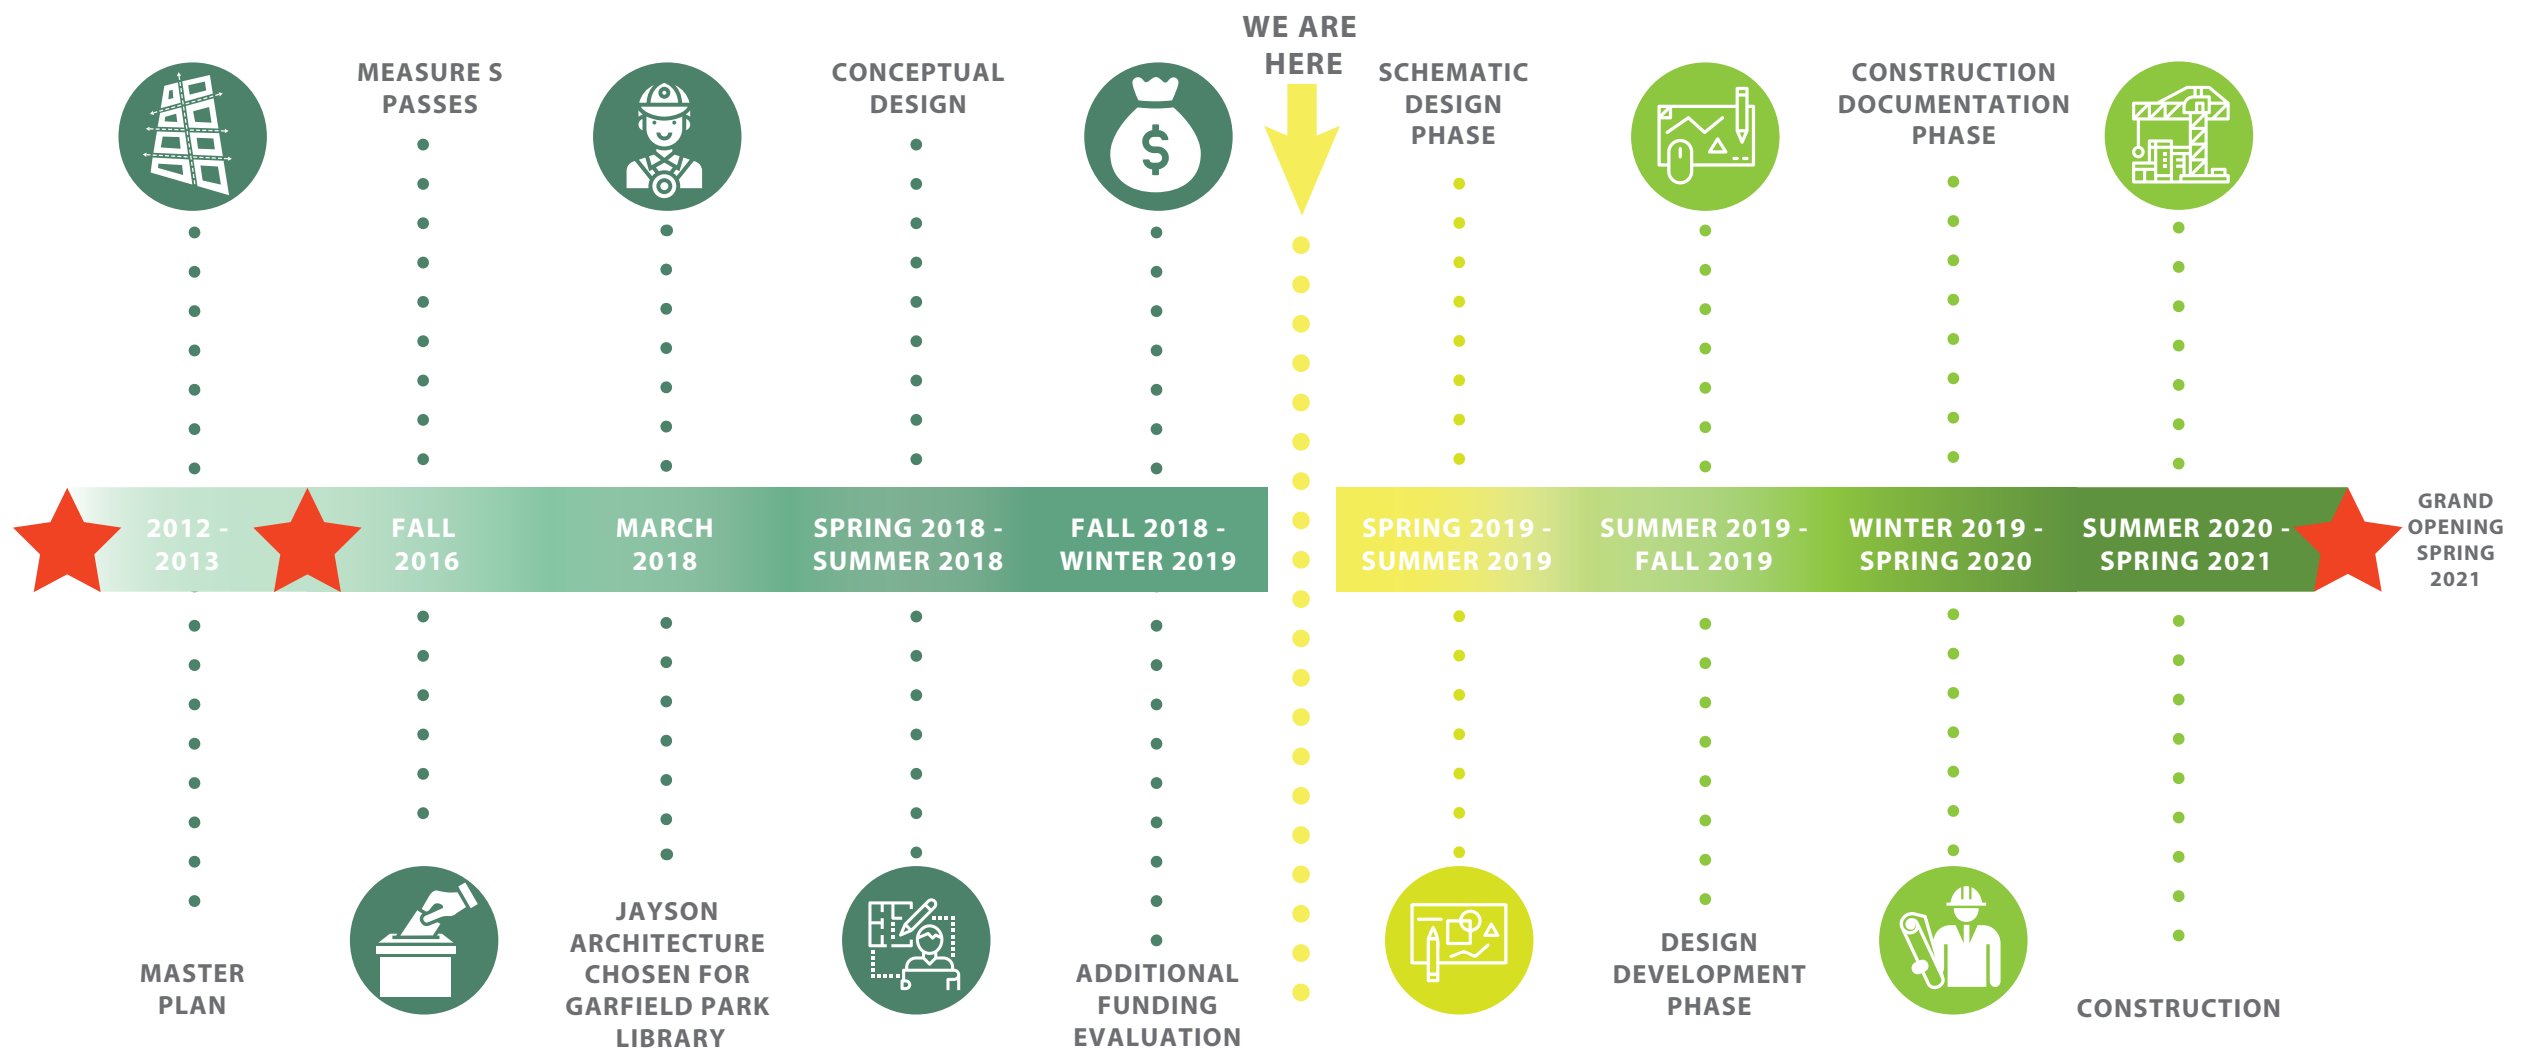 WE ARE
HERE
MEASURE S
PASSES
CONCEPTUAL
DESIGN
SCHEMATIC
DESIGN
PHASE
CONSTRUCTION
DOCUMENTATION
PHASE
$
2012 -
2013
FALL
2016
MARCH
2018
SPRING 2018 -
SUMMER 2018
FALL 2018 -
WINTER 2019
SPRING 2019 -
SUMMER 2019
SUMMER 2019 -
FALL 2019
WINTER 2019 -
SPRING 2020
SUMMER 2020 -
SPRING 2021
GRAND
OPENING
SPRING
2021
MASTER
PLAN
JAYSON
ARCHITECTURE
CHOSEN FOR
GARFIELD PARK
LIBRARY
ADDITIONAL
FUNDING
EVALUATION
DESIGN
DEVELOPMENT
PHASE
CONSTRUCTION